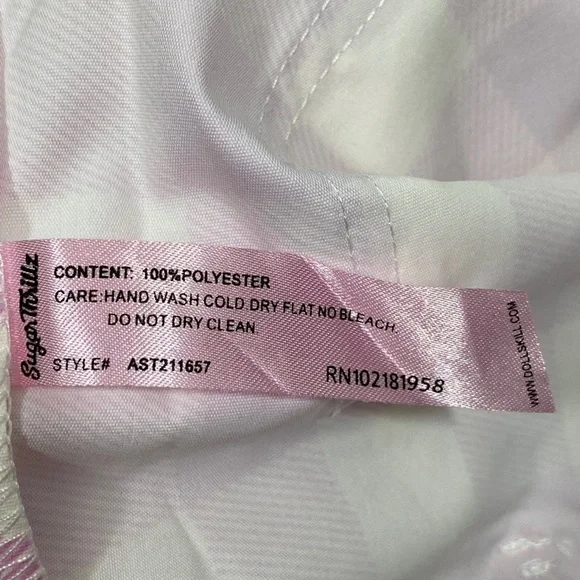 Sugar Thrillz
CONTENT: 100%POLYESTER
CARE:HAND WASH COLD DRY FLAT NO BLEACH,
DO NOT DRY CLEAN
STYLE# AST211657
RN102181958
WWW.DOLLSKILL.COM